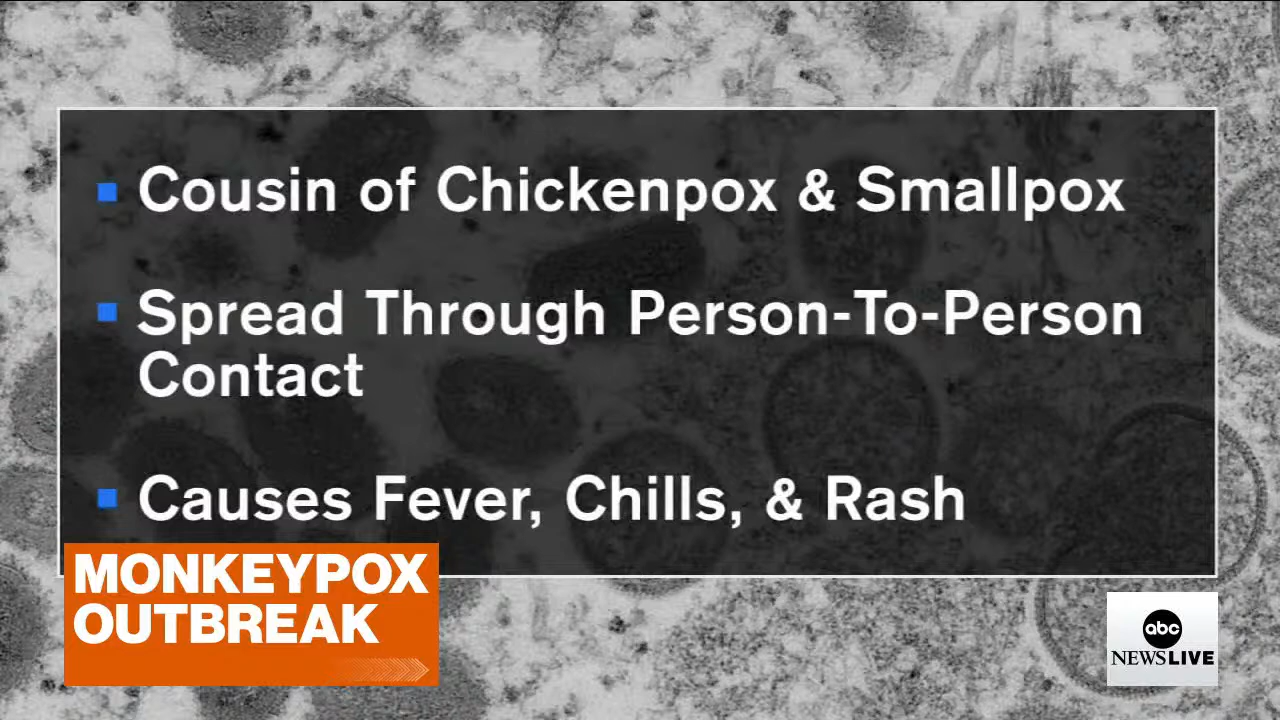 Cousin of Chickenpox & Smallpox
Spread Through Person-To-Person
Contact
Causes Fever, Chills, & Rash
MONKEYPOX
OUTBREAK
abc
NEWSLIVE